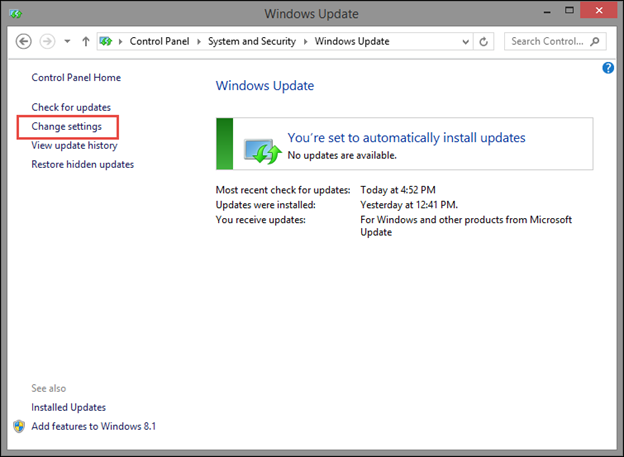 Windows Update
Control Panel
System and Security
Windows Update
Search Control...
Control Panel Home
Check for updates
Change settings
View update history
Restore hidden updates
Windows Update
You're set to automatically install updates
No updates are available.
Most recent check for updates: Today at 4:52 PM
Updates were installed: Yesterday at 12:41 PM.
You receive updates: For Windows and other products from Microsoft
Update
See also
Installed Updates
Add features to Windows 8.1